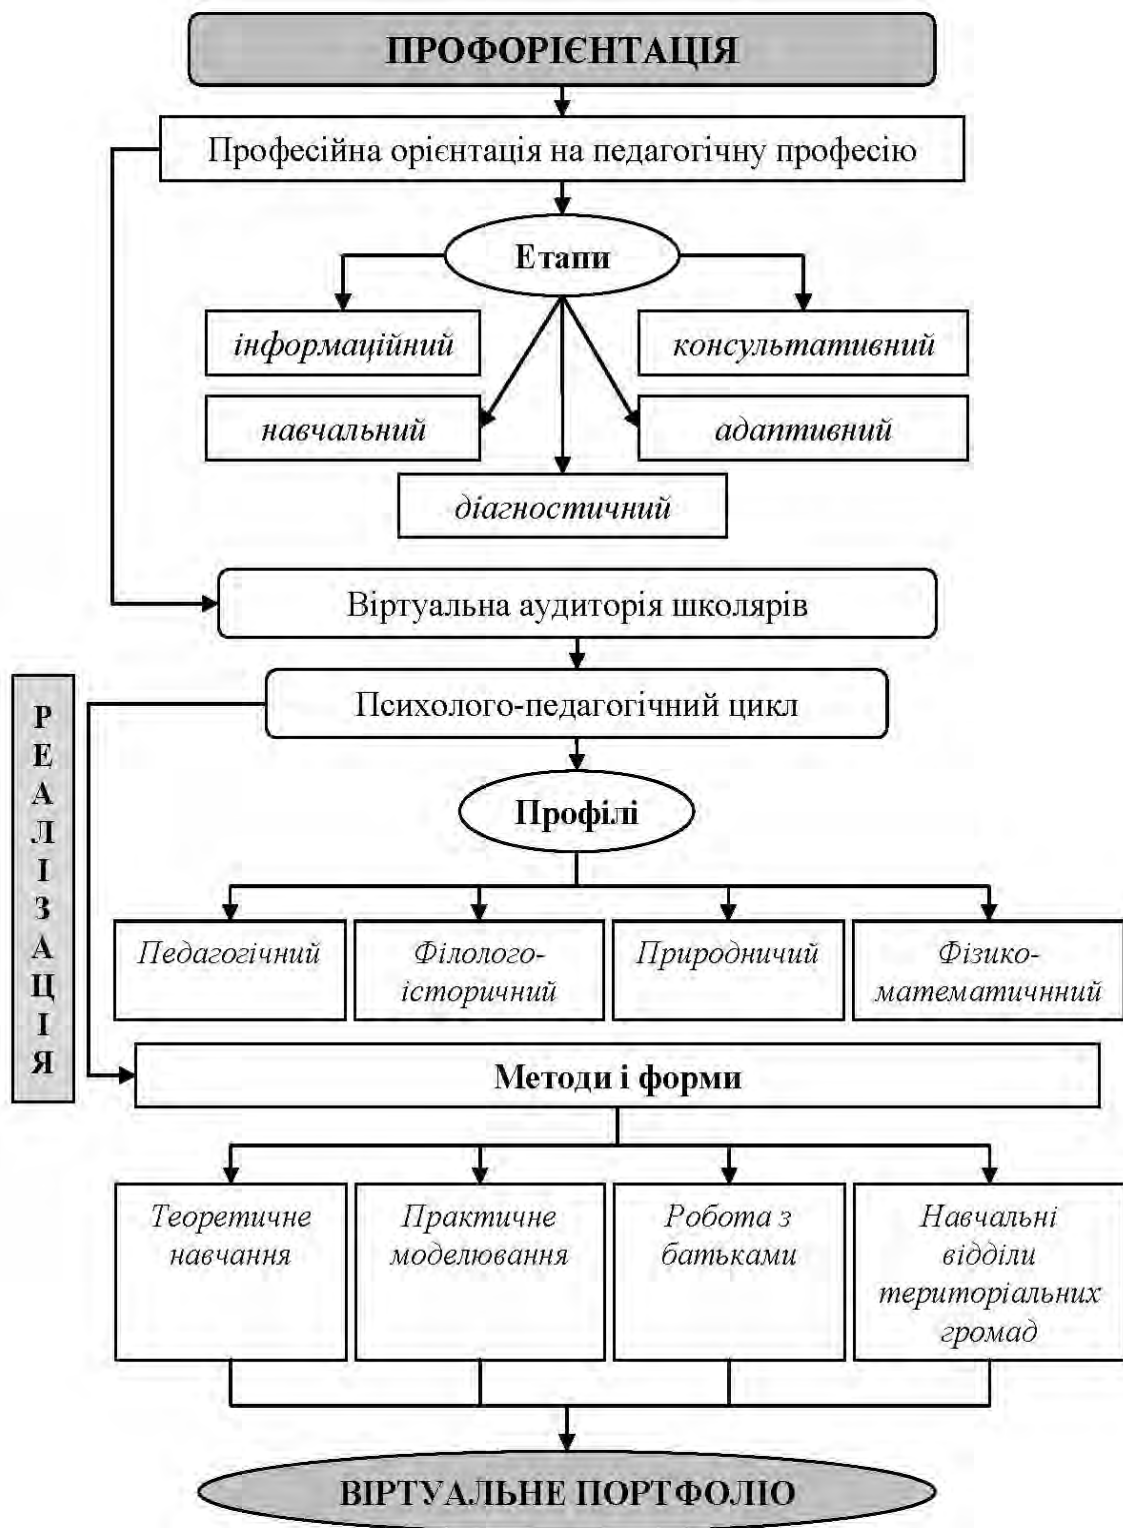 ПРОФОРІЄНТАЦІЯ
Професійна орієнтація на педагогічну професію
Етапи
інформаційний
консультативний
навчальний
адаптивний
діагностичний
Віртуальна аудиторія школярів
Психолого-педагогічний цикл
РЕАЛІЗАЦІЯ
Профілі
Педагогічний
Філолого-
історичний
Природничий
Фізико-
математичнний
Методи і форми
Теоретичне
навчання
Практичне
моделювання
Робота з
батьками
Навчальні
відділи
територіальних
громад
ВІРТУАЛЬНЕ ПОРТФОЛІО